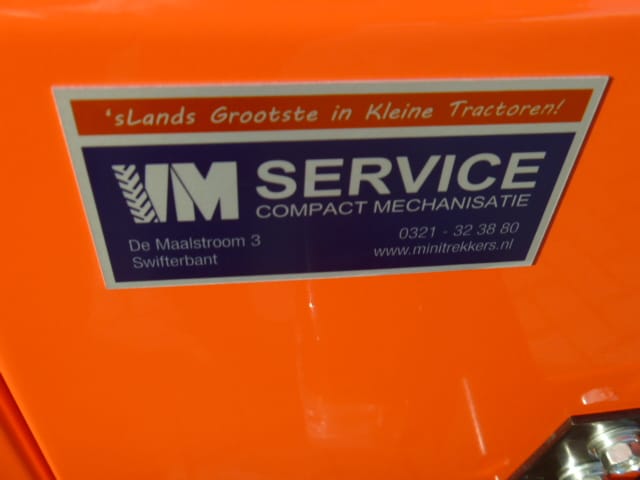 'sLands Grootste in Kleine Tractoren!
VM SERVICE
COMPACT MECHANISATIE
De Maalstroom 3
Swifterbant
0321 - 32 38 80
www.minitrekkers.nl